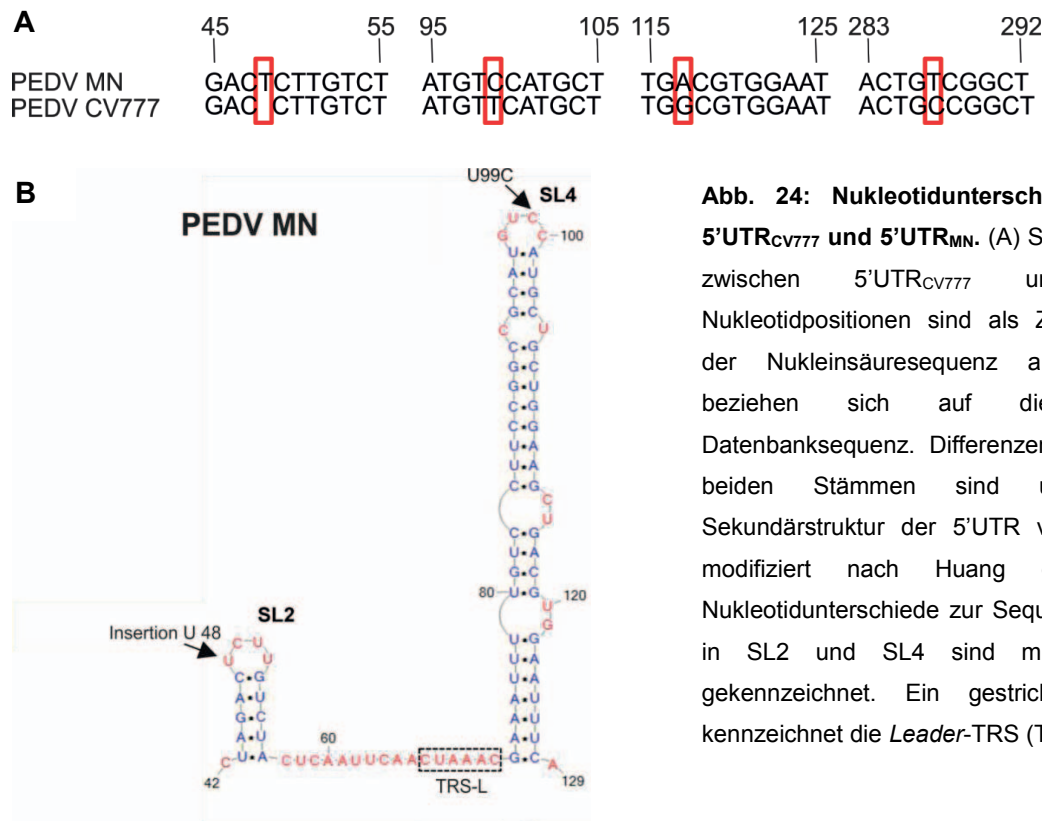 A
45 55 95 105 115 125 283 292
PEDV MN GACTCTTGTCT ATGTCCATGCT TGACGTGGAAT ACTGTCGGCT
PEDV CV777 GAC CTTGTCT ATGTTCATGCT TGGCGTGGAAT ACTGCCGGCT
B
PEDV MN
U99C
SL4
100
80
120
Insertion U 48
SL2
60
CUCAAUUCAACUAAAC
42
TRS-L
129
Abb. 24: Nukleotiduntersch
5’UTRCV777 und 5’UTRMN. (A) S
zwischen 5’UTRCV777 u
Nukleotidpositionen sind als Z
der Nukleinsäuresequenz a
beziehen sich auf die
Datenbanksequenz. Differenzen
beiden Stämmen sind u
Sekundärstruktur der 5’UTR v
modifiziert nach Huang
Nukleotidunterschiede zur Sequ
in SL2 und SL4 sind m
gekennzeichnet. Ein gestrich
kennzeichnet die Leader-TRS (T